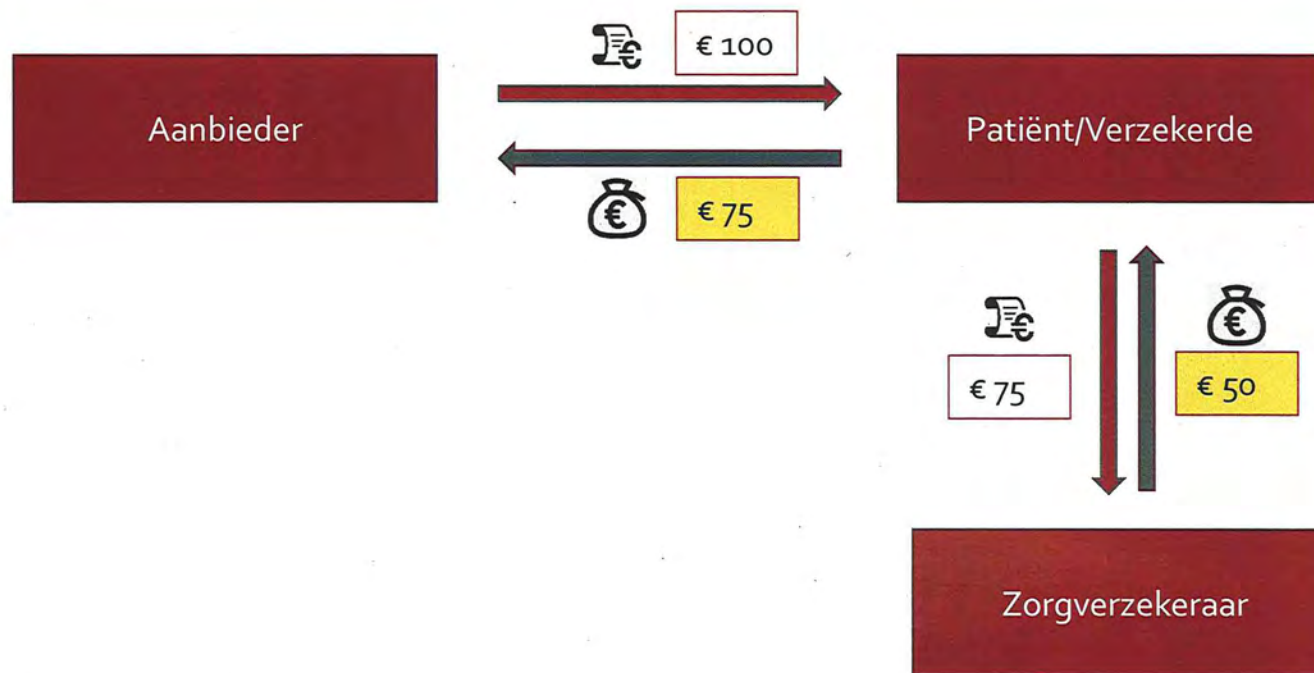 € 100
Aanbieder
Patiënt/Verzekerde
€ 75
€ 75
€ 50
Zorgverzekeraar